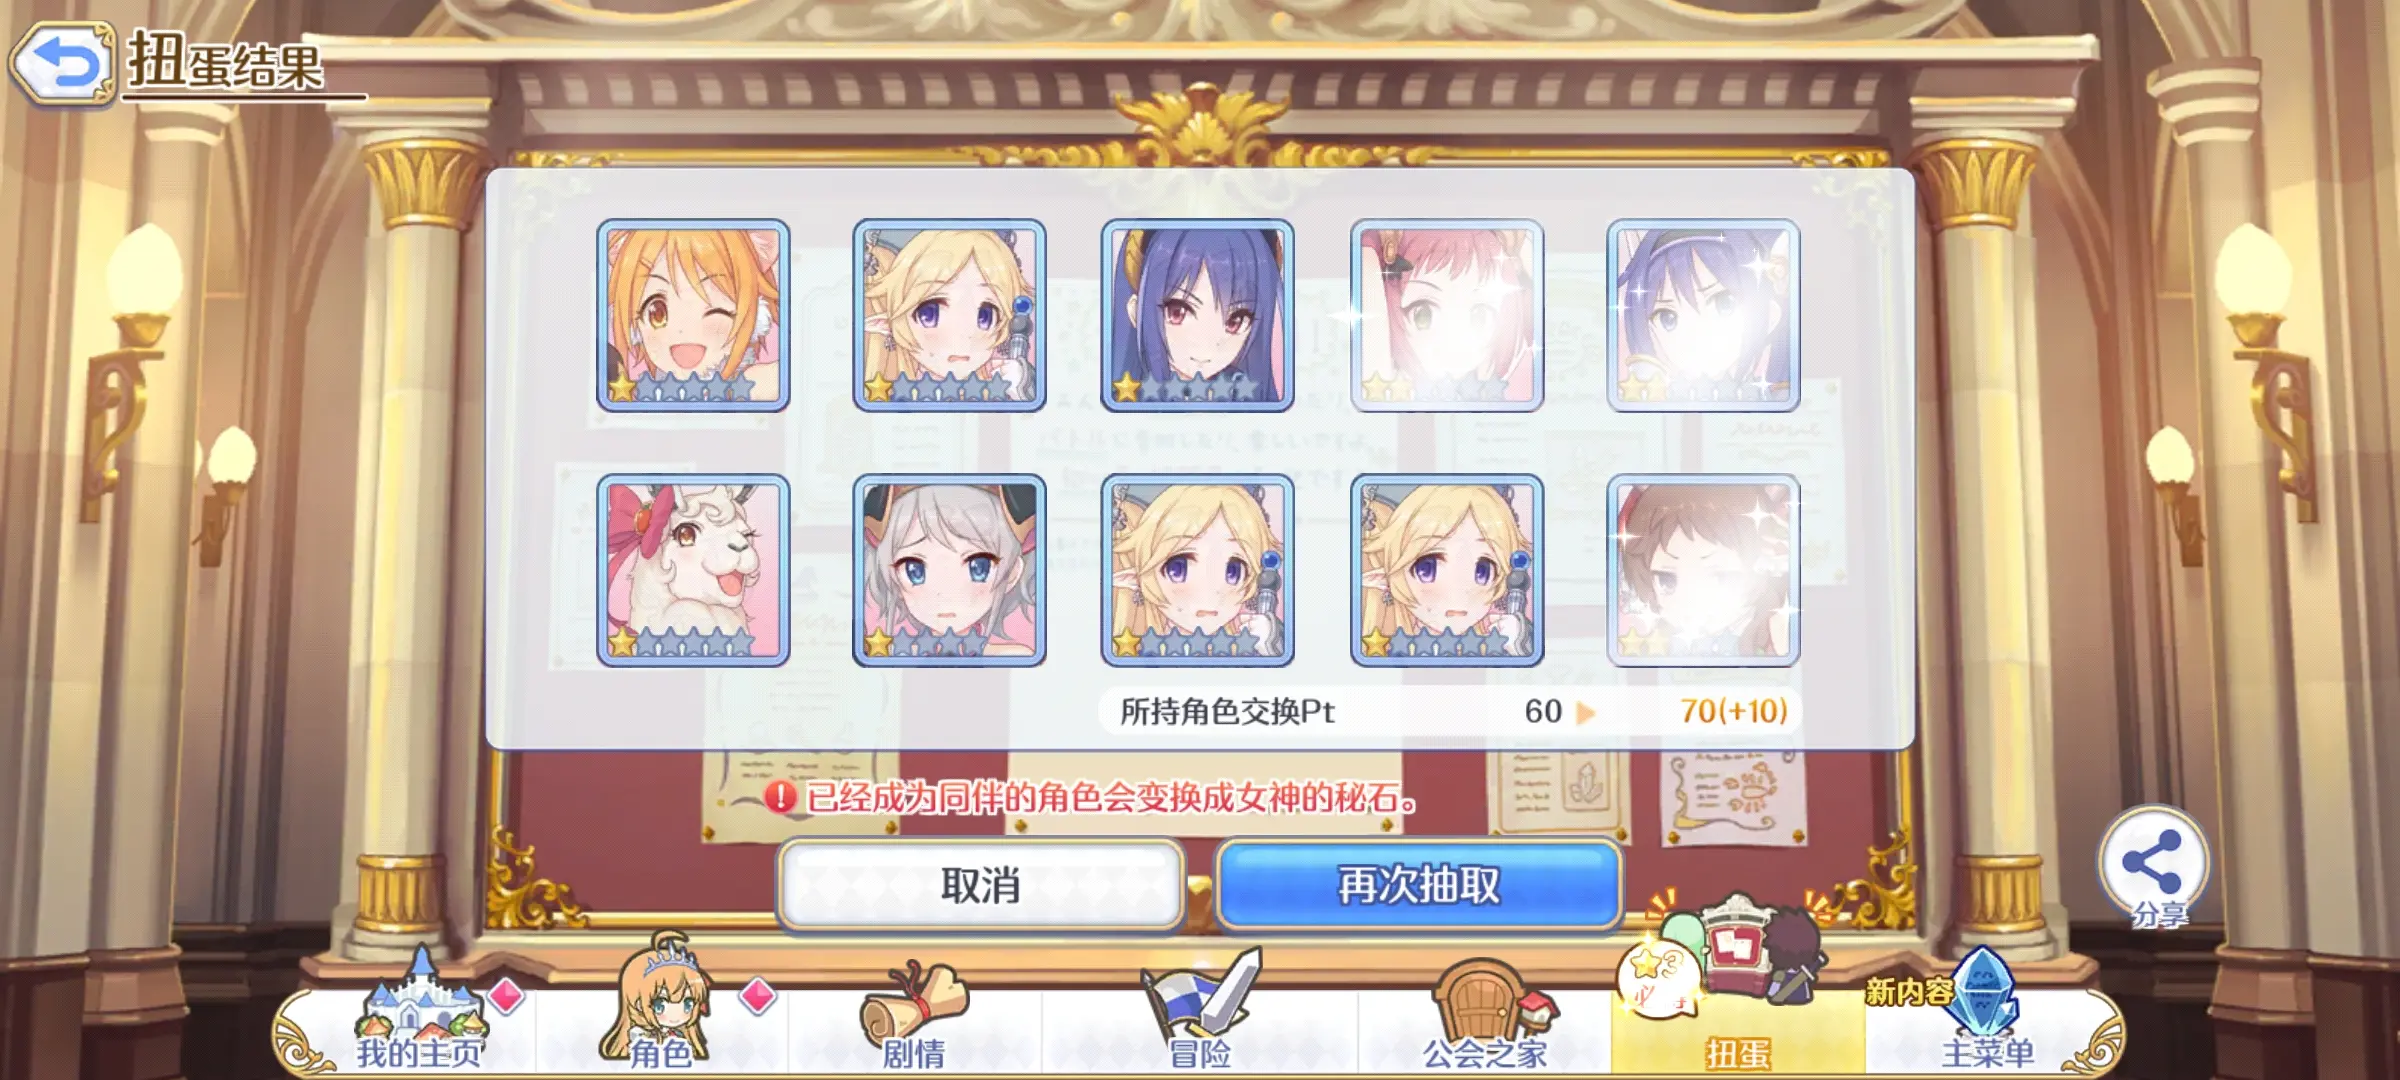 扭蛋结果
所持角色交换Pt 60 70(+10)
已经成为同伴的角色会变换成女神的秘石。
取消
再次抽取
分享
3
必得
新内容
我的主页
角色
剧情
冒险
公会之家
扭蛋
主菜单